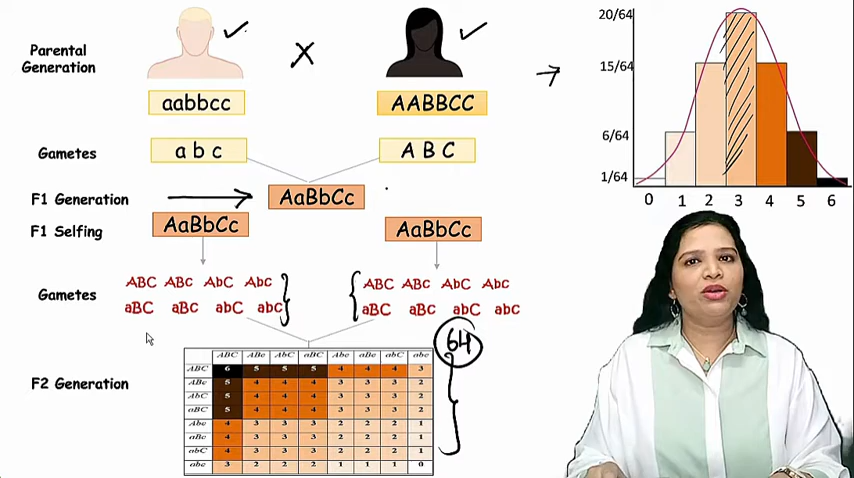 Parental
Generation
X
aabbcc
AABBCC
Gametes
a b c
A B C
F1 Generation
AaBbCc
F1 Selfing
AaBbCc
AaBbCc
Gametes
ABC ABc AbC Abc
aBC aBc abC abc
ABC ABc AbC Abc
aBC aBc abC abc
64
F2 Generation
ABC ABc AbC aBC Abc aBc abC abc
ABC 6 5 5 5 4 4 4 3
ABc 5 4 4 4 3 3 3 2
AbC 5 4 4 4 3 3 3 2
aBC 5 4 4 4 3 3 3 2
Abc 4 3 3 3 2 2 2 1
aBc 4 3 3 3 2 2 2 1
abC 4 3 3 3 2 2 2 1
abc 3 2 2 2 1 1 1 0
20/64
15/64
6/64
1/64
0 1 2 3 4 5 6